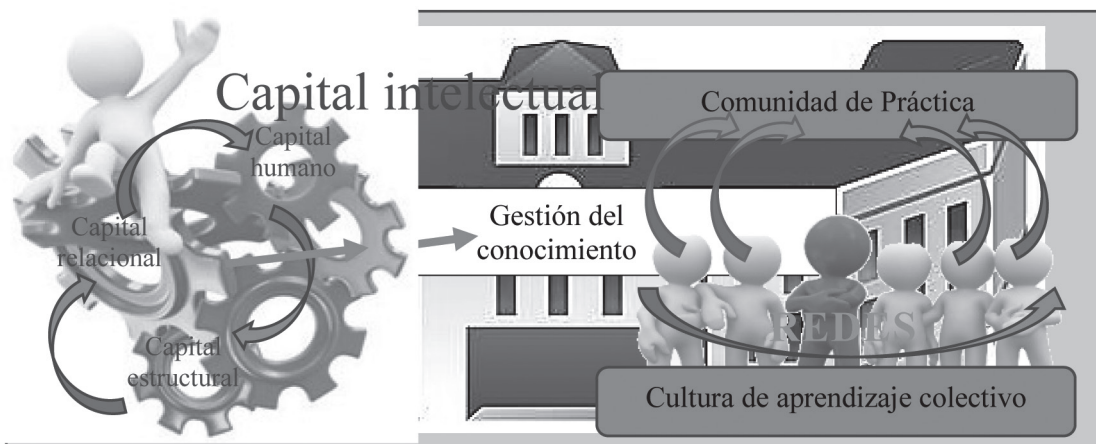 Capital intelectual
Capital
humano
Capital
relacional
Capital
estructural
Gestión del
conocimiento
Comunidad de Práctica
REDES
Cultura de aprendizaje colectivo